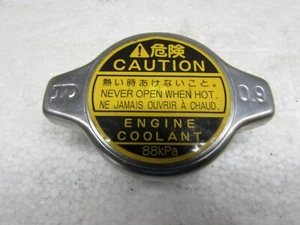 危険
CAUTION
熱い時あけないこと。
NEVER OPEN WHEN HOT.
NE JAMAIS OUVRIR À CHAUD.
ENGINE
COOLANT
88kPa
0.9